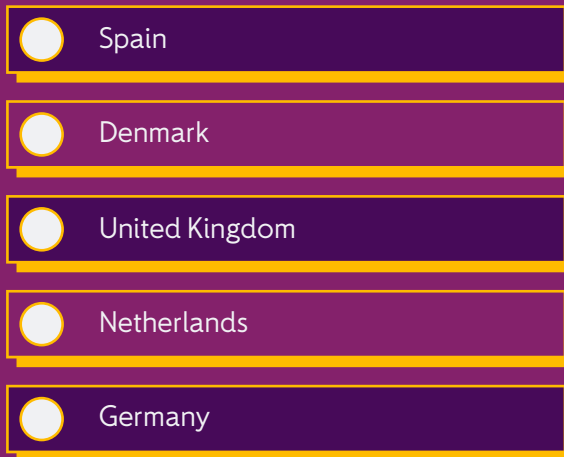 Spain
Denmark
United Kingdom
Netherlands
Germany